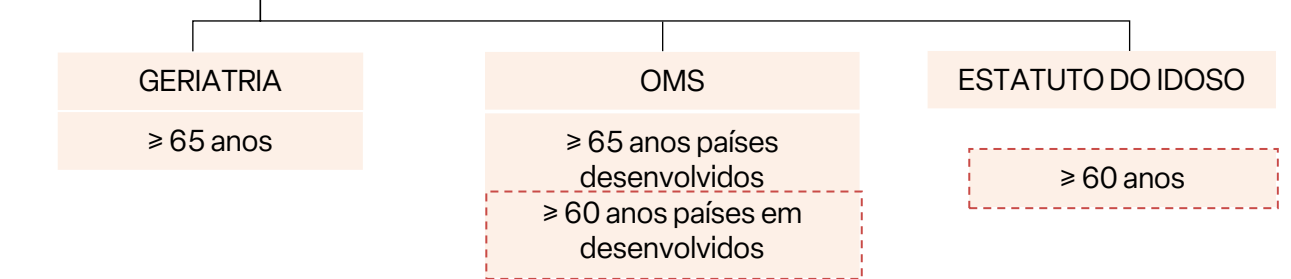 GERIATRIA
⩾ 65 anos
OMS
⩾ 65 anos países
desenvolvidos
⩾ 60 anos países em
desenvolvidos
ESTATUTO DO IDOSO
⩾ 60 anos